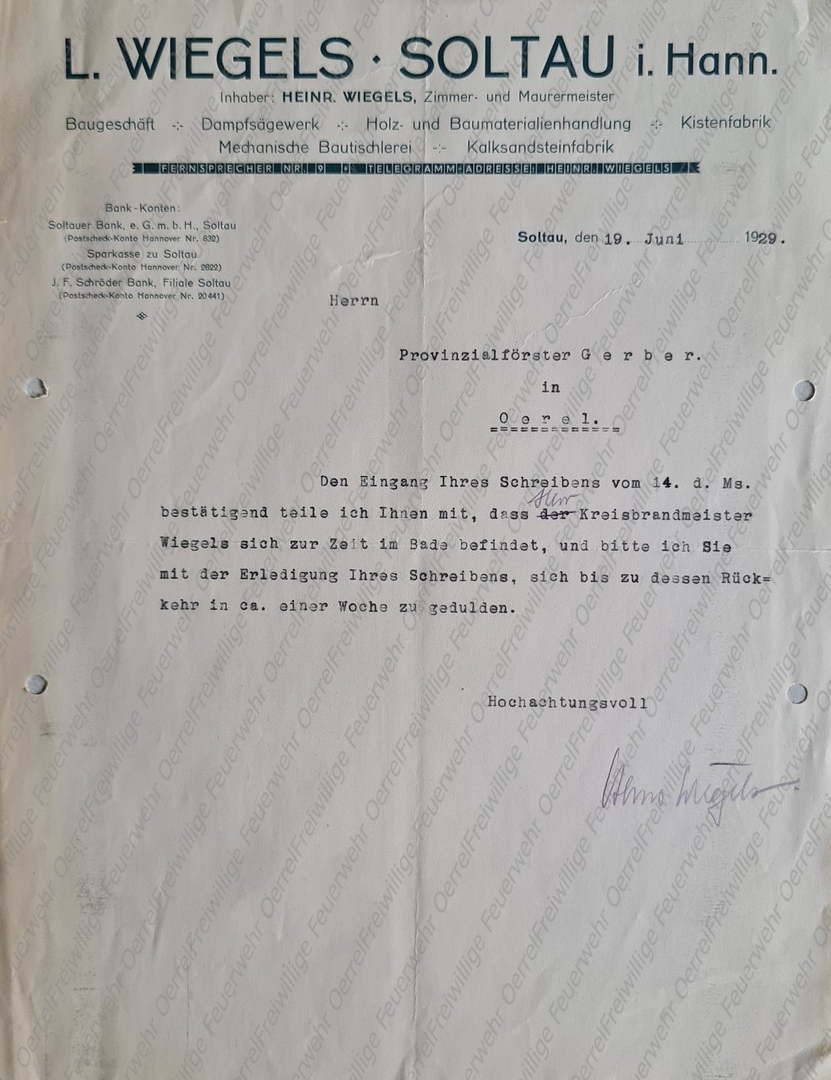 L. WIEGELS · SOLTAU i. Hann.
Inhaber: HEINR. WIEGELS, Zimmer- und Maurermeister
Baugeschäft -:- Dampfsägewerk -:- Holz- und Baumaterialienhandlung -:- Kistenfabrik
Mechanische Bautischlerei -:- Kalksandsteinfabrik
FERNSPRECHER NR. 9 * TELEGRAMM-ADRESSE: HEINR. WIEGELS
Bank-Konten:
Soltauer Bank, e. G. m. b. H., Soltau
(Postscheck-Konto Hannover Nr. 832)
Sparkasse zu Soltau
(Postscheck-Konto Hannover Nr. 2822)
J. F. Schröder Bank, Filiale Soltau
(Postscheck-Konto Hannover Nr. 20441)
Soltau, den 19. Juni 1929.
Herrn
Provinzialförster G e r b e r.
in
O e r e l.
=============
Den Eingang Ihres Schreibens vom 14. d. Ms.
Herr
bestätigend teile ich Ihnen mit, dass der Kreisbrandmeister
Wiegels sich zur Zeit im Bade befindet, und bitte ich Sie
mit der Erledigung Ihres Schreibens, sich bis zu dessen Rück=
kehr in ca. einer Woche zu gedulden.
Hochachtungsvoll
Wiegels
Freiwillige Feuerwehr Oerrel